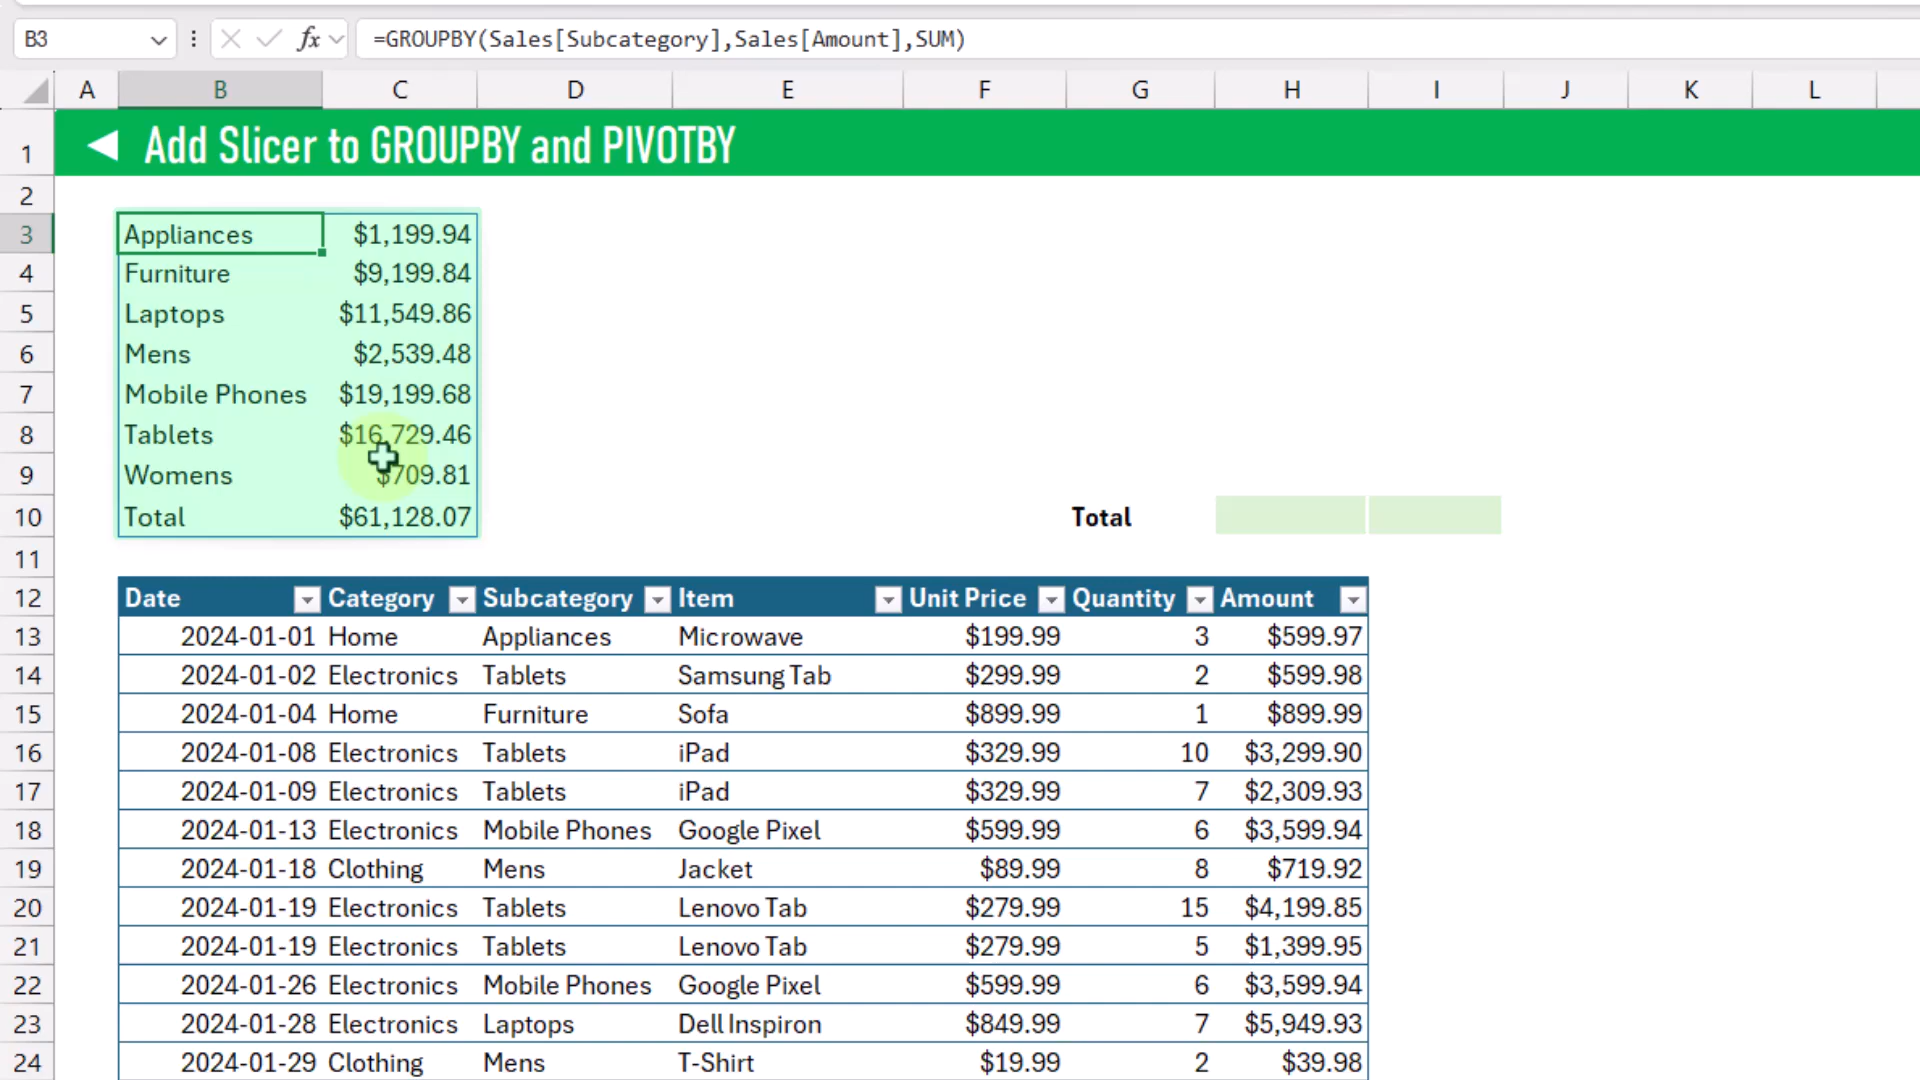 B3 fx =GROUPBY(Sales[Subcategory],Sales[Amount],SUM)
A B C D E F G H I J K L
1 Add Slicer to GROUPBY and PIVOTBY
2
3 Appliances $1,199.94
4 Furniture $9,199.84
5 Laptops $11,549.86
6 Mens $2,539.48
7 Mobile Phones $19,199.68
8 Tablets $16,729.46
9 Womens $709.81
10 Total $61,128.07 Total
11
12 Date Category Subcategory Item Unit Price Quantity Amount
13 2024-01-01 Home Appliances Microwave $199.99 3 $599.97
14 2024-01-02 Electronics Tablets Samsung Tab $299.99 2 $599.98
15 2024-01-04 Home Furniture Sofa $899.99 1 $899.99
16 2024-01-08 Electronics Tablets iPad $329.99 10 $3,299.90
17 2024-01-09 Electronics Tablets iPad $329.99 7 $2,309.93
18 2024-01-13 Electronics Mobile Phones Google Pixel $599.99 6 $3,599.94
19 2024-01-18 Clothing Mens Jacket $89.99 8 $719.92
20 2024-01-19 Electronics Tablets Lenovo Tab $279.99 15 $4,199.85
21 2024-01-19 Electronics Tablets Lenovo Tab $279.99 5 $1,399.95
22 2024-01-26 Electronics Mobile Phones Google Pixel $599.99 6 $3,599.94
23 2024-01-28 Electronics Laptops Dell Inspiron $849.99 7 $5,949.93
24 2024-01-29 Clothing Mens T-Shirt $19.99 2 $39.98